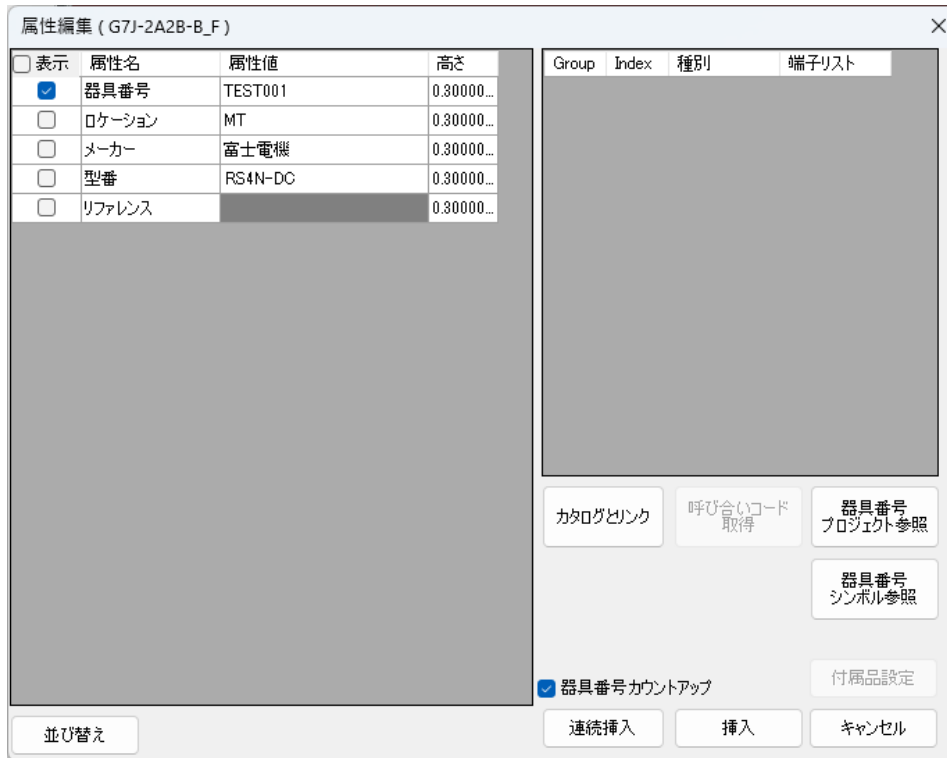 属性編集 ( G7J-2A2B-B_F )
表示 属性名 属性値 高さ
器具番号 TEST001 0.30000...
ロケーション MT 0.30000...
メーカー 富士電機 0.30000...
型番 RS4N-DC 0.30000...
リファレンス 0.30000...
Group Index 種別 端子リスト
カタログとリンク
呼び合いコード
取得
器具番号
プロジェクト参照
器具番号
シンボル参照
付属品設定
器具番号カウントアップ
並び替え
連続挿入 挿入 キャンセル